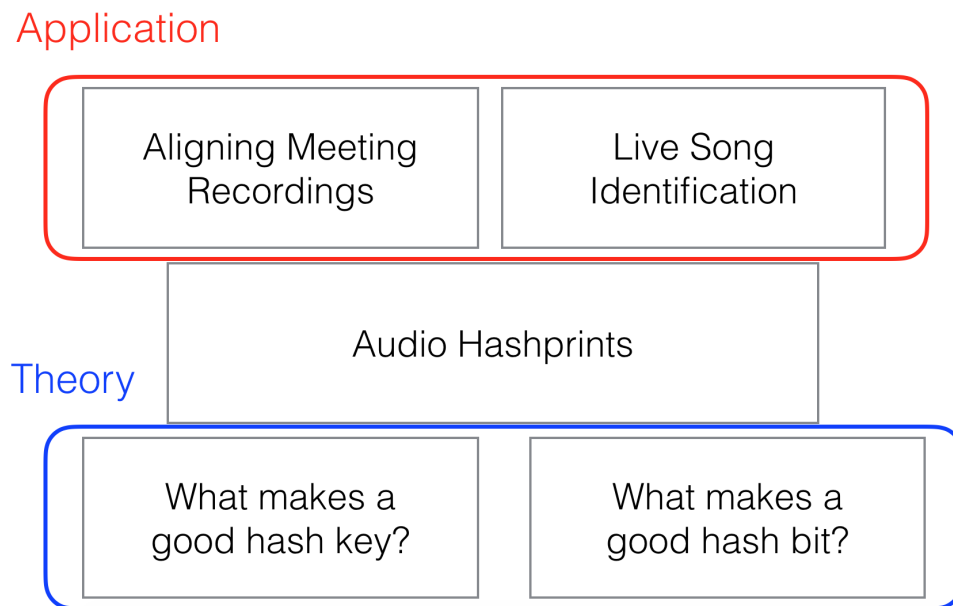 Application
Aligning Meeting
Recordings
Live Song
Identification
Audio Hashprints
Theory
What makes a
good hash key?
What makes a
good hash bit?